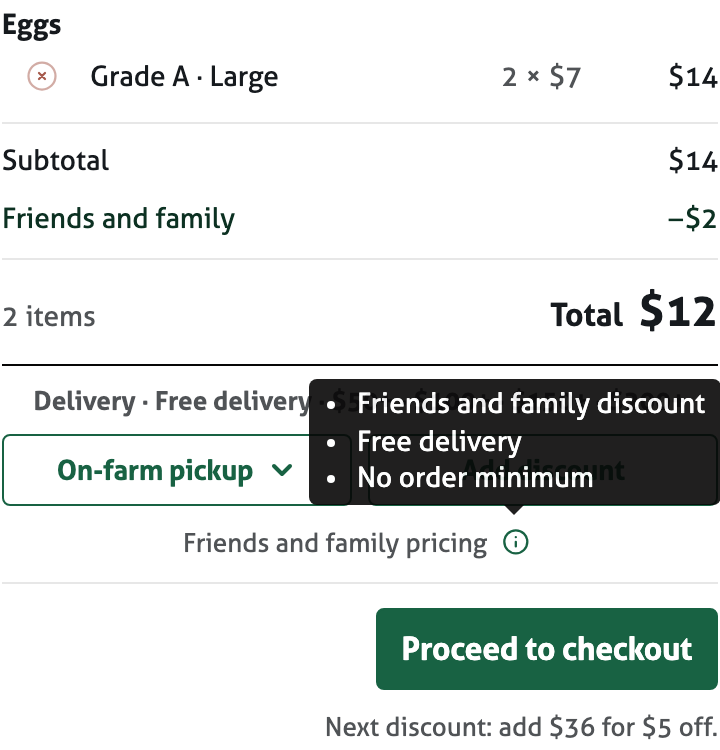 Eggs
Grade A · Large 2 × $7 $14
Subtotal $14
Friends and family –$2
2 items Total $12
Delivery · Free delivery ·
• Friends and family discount
• Free delivery
• No order minimum
On-farm pickup
Add discount
Friends and family pricing
Proceed to checkout
Next discount: add $36 for $5 off.